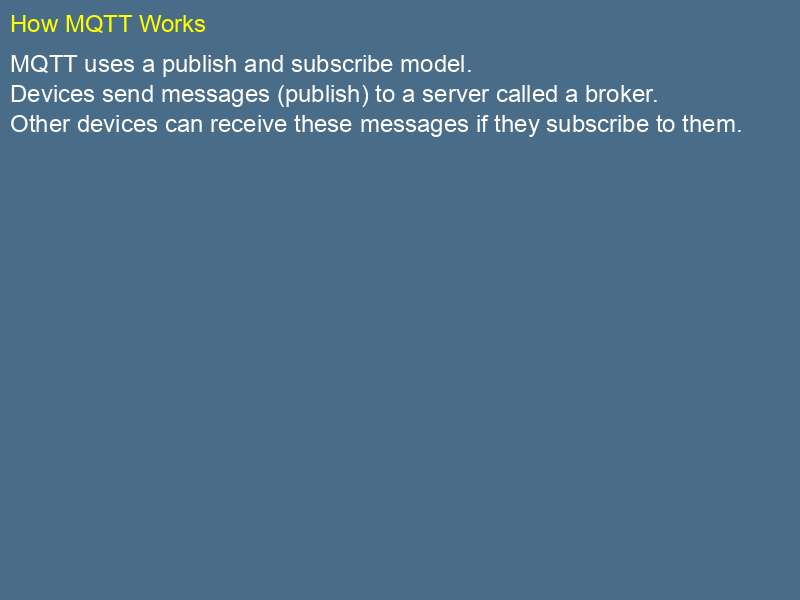 How MQTT Works
MQTT uses a publish and subscribe model.
Devices send messages (publish) to a server called a broker.
Other devices can receive these messages if they subscribe to them.